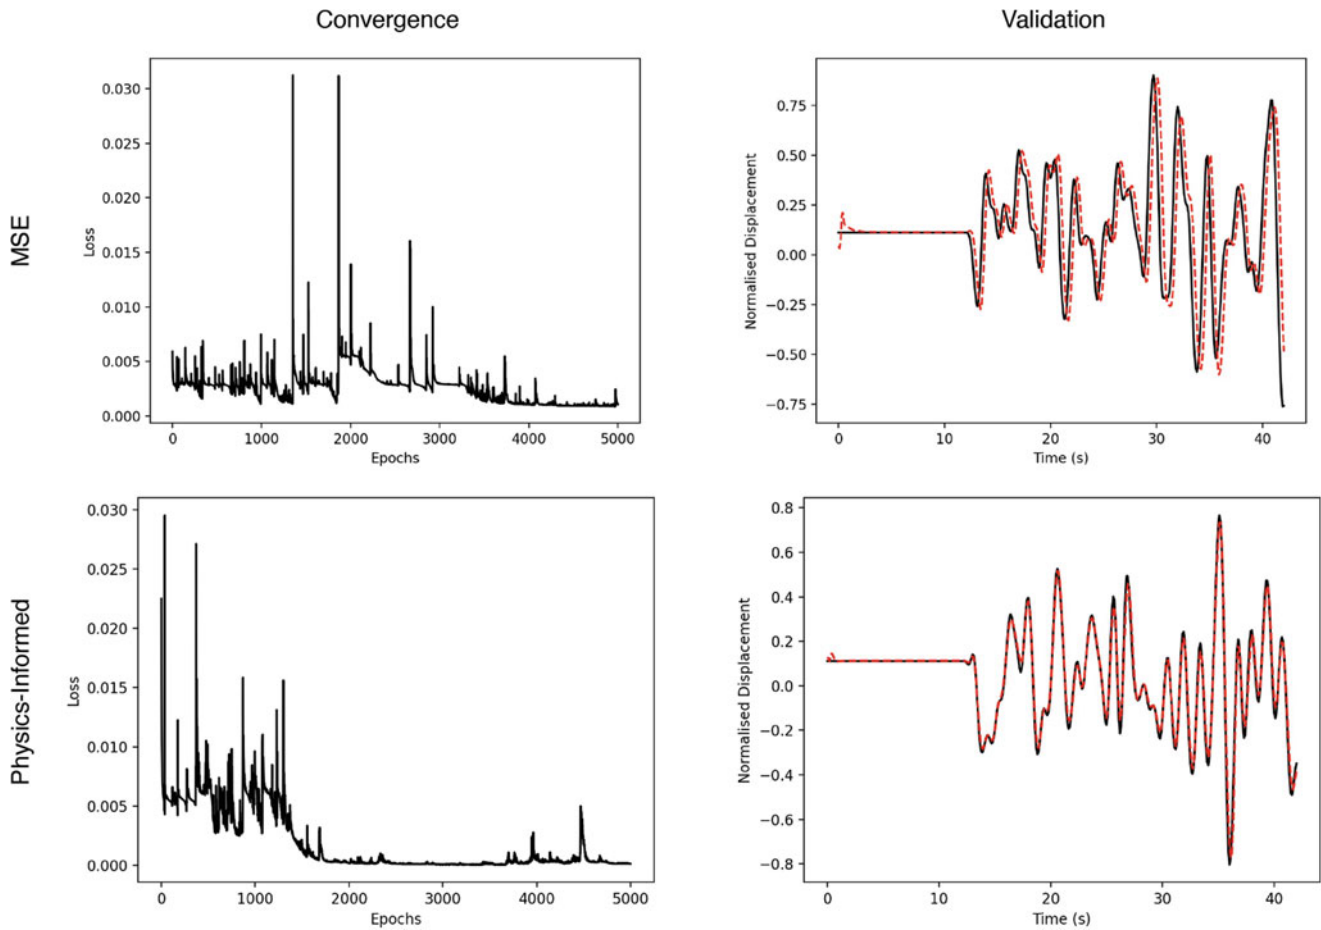 Convergence
Validation
MSE
Loss
0.030
0.025
0.020
0.015
0.010
0.005
0.000
0 1000 2000 3000 4000 5000
Epochs
Normalised Displacement
0.75
0.50
0.25
0.00
−0.25
−0.50
−0.75
0 10 20 30 40
Time (s)
Physics-Informed
Loss
0.030
0.025
0.020
0.015
0.010
0.005
0.000
0 1000 2000 3000 4000 5000
Epochs
Normalised Displacement
0.8
0.6
0.4
0.2
0.0
−0.2
−0.4
−0.6
−0.8
0 10 20 30 40
Time (s)